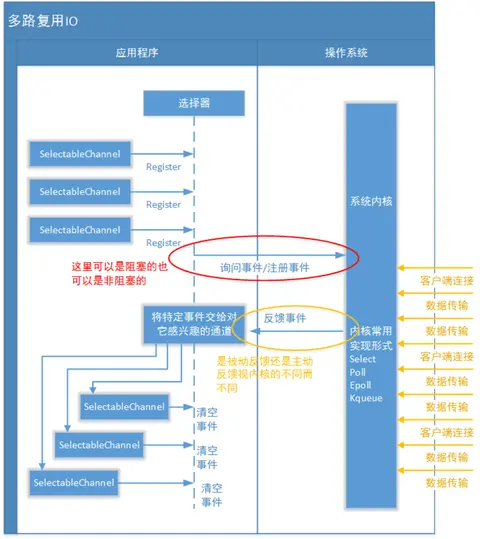 多路复用IO
应用程序
操作系统
选择器
SelectableChannel
Register
SelectableChannel
Register
SelectableChannel
Register
系统内核
这里可以是阻塞的也
可以是非阻塞的
询问事件/注册事件
客户端连接
数据传输
将特定事件交给对
它感兴趣的通道
反馈事件
内核常用
实现形式
Select
Poll
Epoll
Kqueue
数据传输
客户端连接
是被动反馈还是主动
反馈视内核的不同而
不同
数据传输
数据传输
SelectableChannel
清空
事件
客户端连接
SelectableChannel
清空
事件
数据传输
SelectableChannel
清空
事件
数据传输